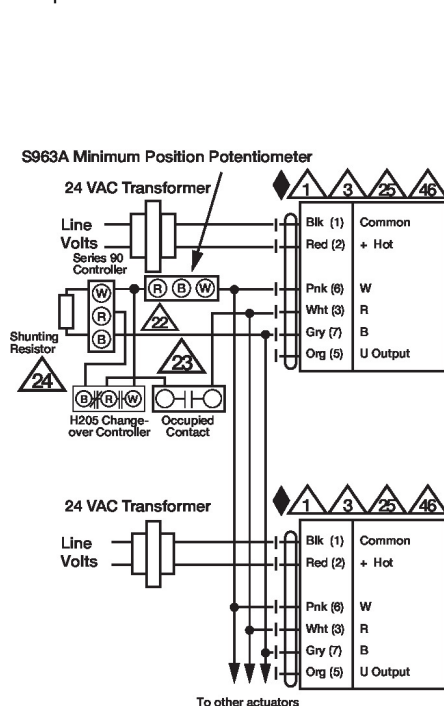 S963A Minimum Position Potentiometer
24 VAC Transformer
1 3 25 46
Line
Volts
Blk (1) Common
Red (2) + Hot
Series 90
Controller
W
R
B
R B W
Pnk (6) W
Wht (3) R
Gry (7) B
Org (5) U Output
22
Shunting
Resistor
23
24
B R W
H205 Change-
over Controller
Occupied
Contact
24 VAC Transformer
1 3 25 46
Line
Volts
Blk (1) Common
Red (2) + Hot
Pnk (6) W
Wht (3) R
Gry (7) B
Org (5) U Output
To other actuators